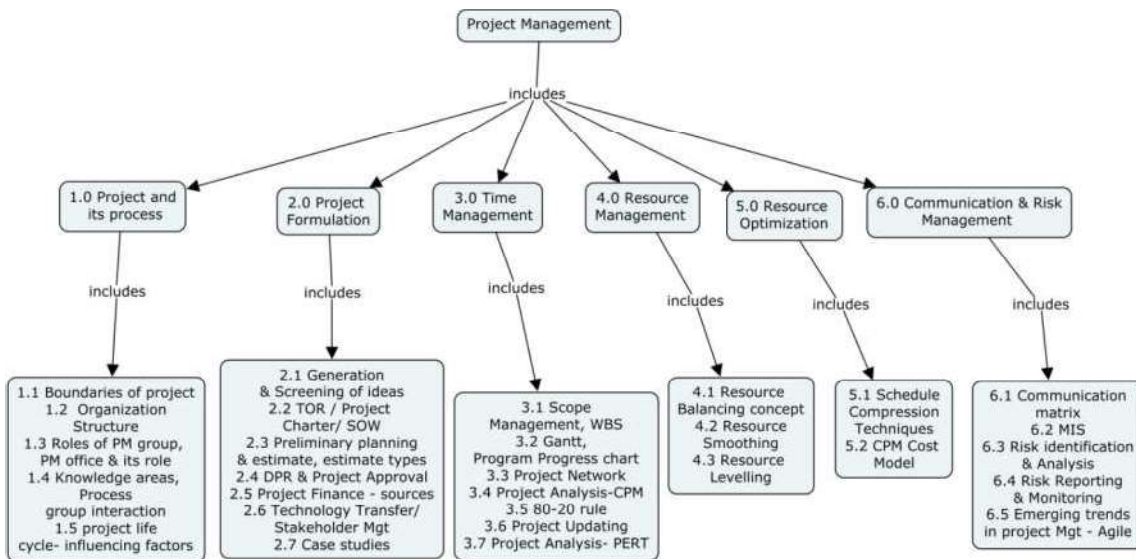 Project Management
includes
1.0 Project and
its process
2.0 Project
Formulation
3.0 Time
Management
4.0 Resource
Management
5.0 Resource
Optimization
6.0 Communication & Risk
Management
includes
includes
includes
includes
includes
includes
1.1 Boundaries of project
1.2 Organization
Structure
1.3 Roles of PM group,
PM office & its role
1.4 Knowledge areas,
Process
group interaction
1.5 project life
cycle- influencing factors
2.1 Generation
& Screening of ideas
2.2 TOR / Project
Charter/ SOW
2.3 Preliminary planning
& estimate, estimate types
2.4 DPR & Project Approval
2.5 Project Finance - sources
2.6 Technology Transfer/
Stakeholder Mgt
2.7 Case studies
3.1 Scope
Management, WBS
3.2 Gantt,
Program Progress chart
3.3 Project Network
3.4 Project Analysis-CPM
3.5 80-20 rule
3.6 Project Updating
3.7 Project Analysis- PERT
4.1 Resource
Balancing concept
4.2 Resource
Smoothing
4.3 Resource
Levelling
5.1 Schedule
Compression
Techniques
5.2 CPM Cost
Model
6.1 Communication
matrix
6.2 MIS
6.3 Risk identification
& Analysis
6.4 Risk Reporting
& Monitoring
6.5 Emerging trends
in project Mgt - Agile